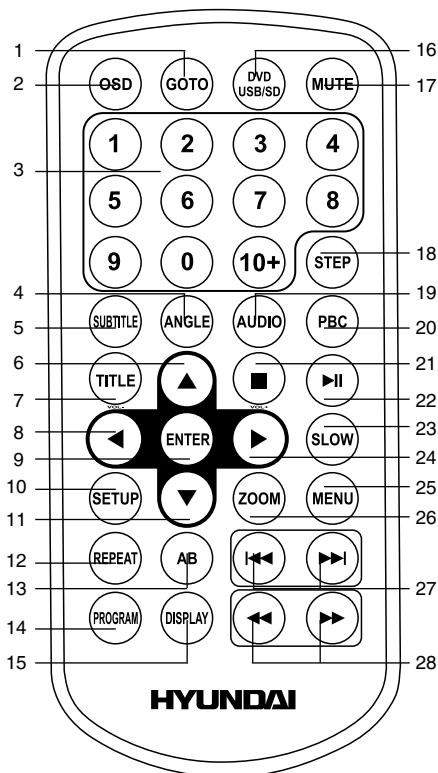 1 16
2 OSD GOTO DVD USB/SD MUTE 17
1 2 3 4
3
5 6 7 8
9 0 10+ STEP 18
4 19
5 SUBTITLE ANGLE AUDIO PBC 20
6 21
TITLE 22
7 VOL- VOL+ 23
8 ENTER SLOW
9 24
10 SETUP ZOOM MENU 25
11 26
12 REPEAT AB
13 27
14 PROGRAM DISPLAY
15 28
HYUNDAI